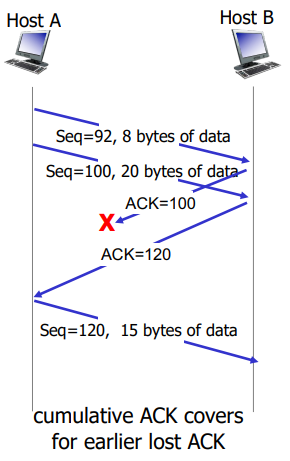 Host A
Host B
Seq=92, 8 bytes of data
Seq=100, 20 bytes of data
ACK=100
X
ACK=120
Seq=120, 15 bytes of data
cumulative ACK covers
for earlier lost ACK